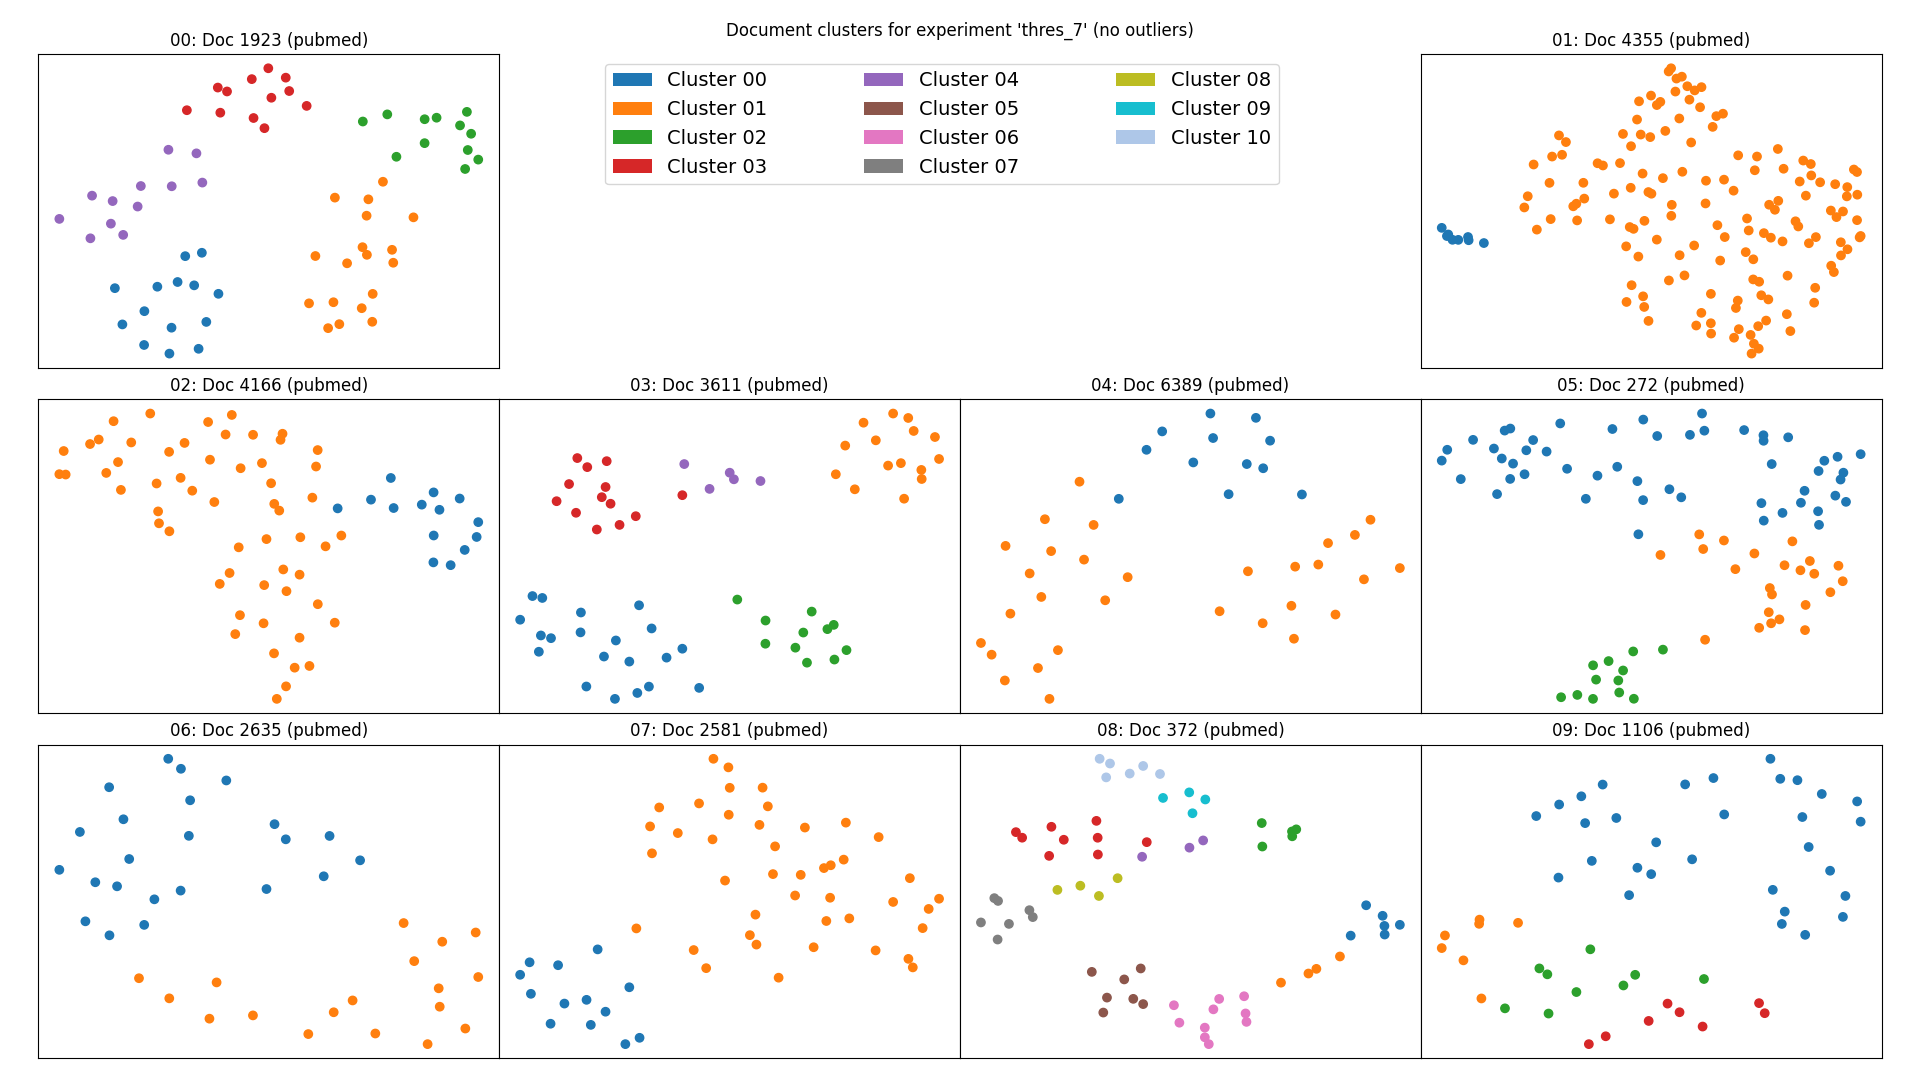 Document clusters for experiment 'thres_7' (no outliers)
00: Doc 1923 (pubmed)
Cluster 00
Cluster 01
Cluster 02
Cluster 03
Cluster 04
Cluster 05
Cluster 06
Cluster 07
Cluster 08
Cluster 09
Cluster 10
01: Doc 4355 (pubmed)
02: Doc 4166 (pubmed)
03: Doc 3611 (pubmed)
04: Doc 6389 (pubmed)
05: Doc 272 (pubmed)
06: Doc 2635 (pubmed)
07: Doc 2581 (pubmed)
08: Doc 372 (pubmed)
09: Doc 1106 (pubmed)